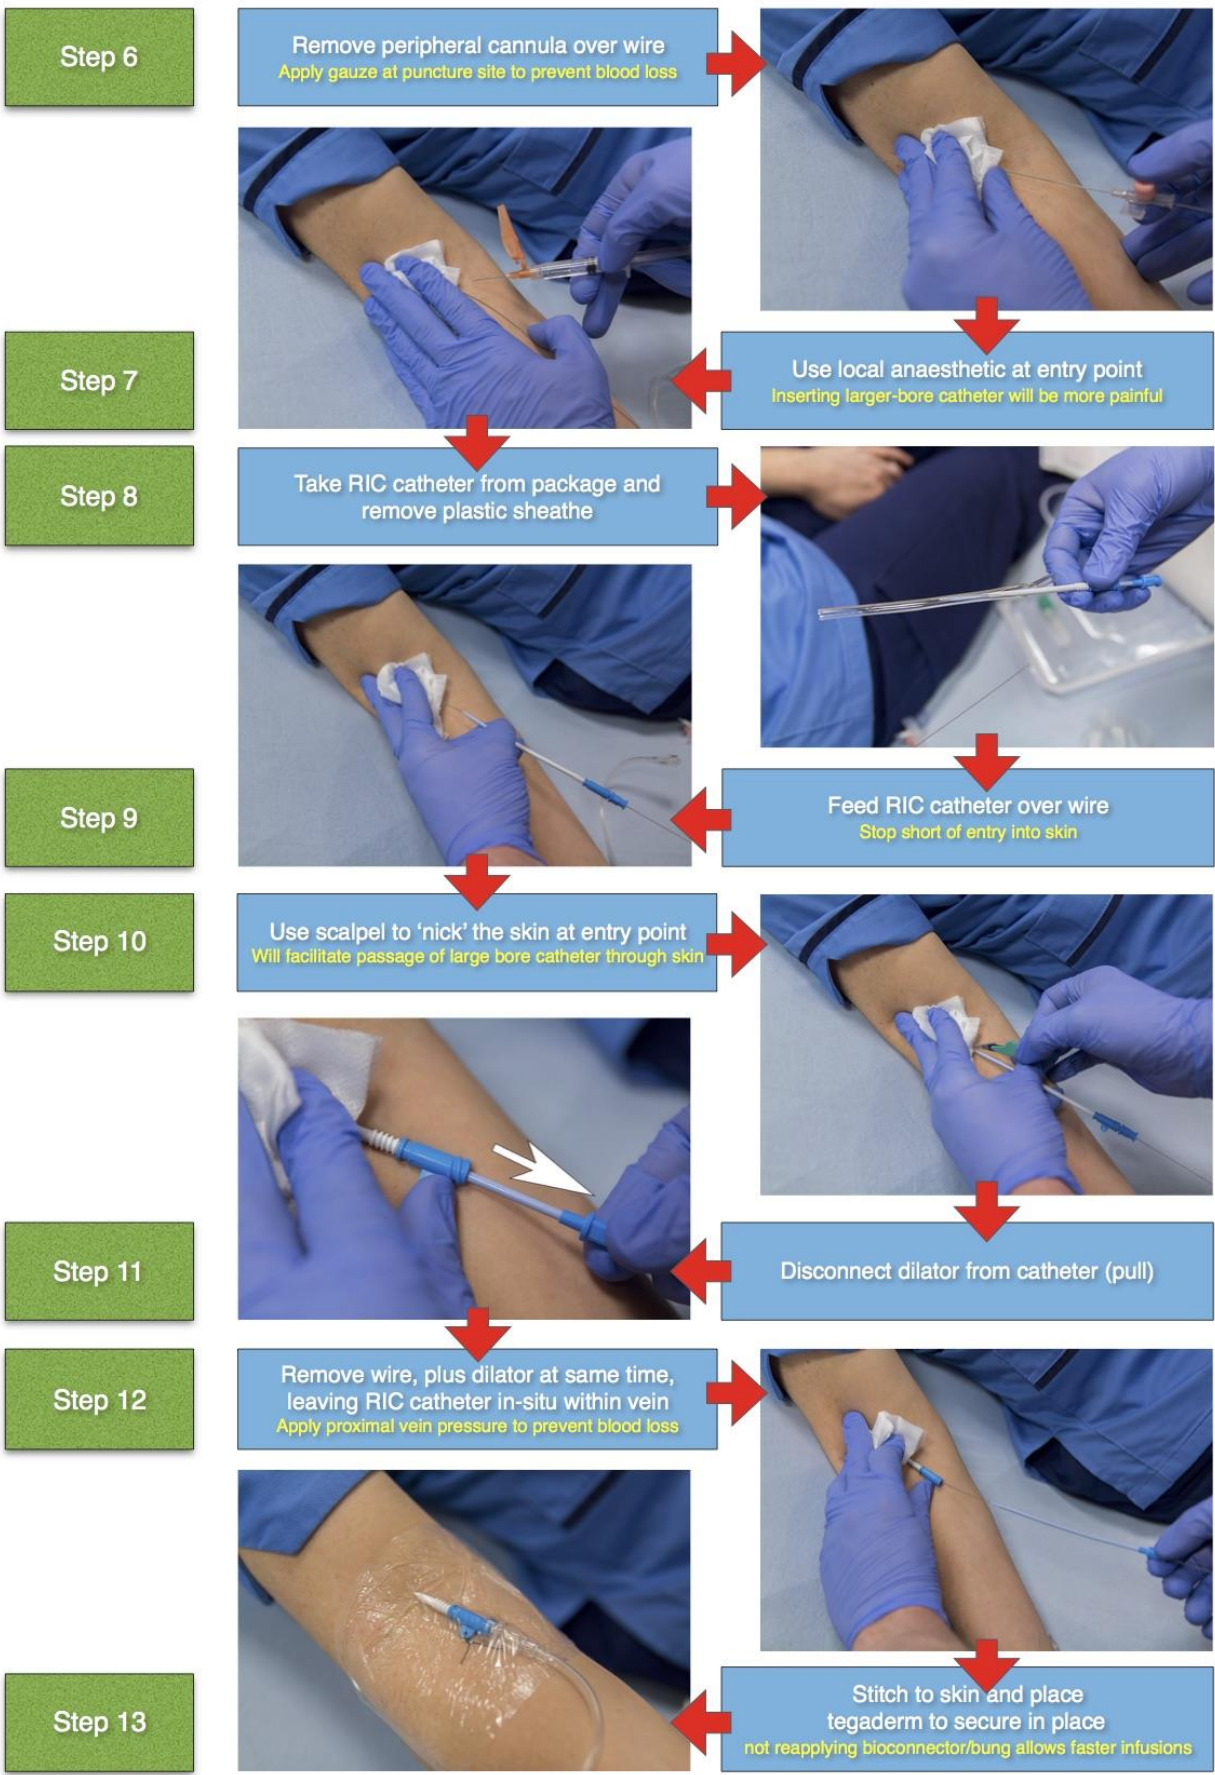 Step 6
Remove peripheral cannula over wire
Apply gauze at puncture site to prevent blood loss
Step 7
Use local anaesthetic at entry point
Inserting larger-bore catheter will be more painful
Step 8
Take RIC catheter from package and
remove plastic sheathe
Step 9
Feed RIC catheter over wire
Stop short of entry into skin
Step 10
Use scalpel to ‘nick’ the skin at entry point
Will facilitate passage of large bore catheter through skin
Step 11
Disconnect dilator from catheter (pull)
Step 12
Remove wire, plus dilator at same time,
leaving RIC catheter in-situ within vein
Apply proximal vein pressure to prevent blood loss
Step 13
Stitch to skin and place
tegaderm to secure in place
not reapplying bioconnector/bung allows faster infusions